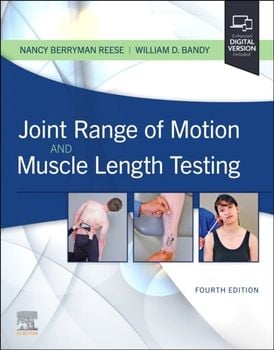 Enhanced
DIGITAL
VERSION
Included
NANCY BERRYMAN REESE | WILLIAM D. BANDY
Joint Range of Motion
AND
Muscle Length Testing
FOURTH EDITION
ELSEVIER